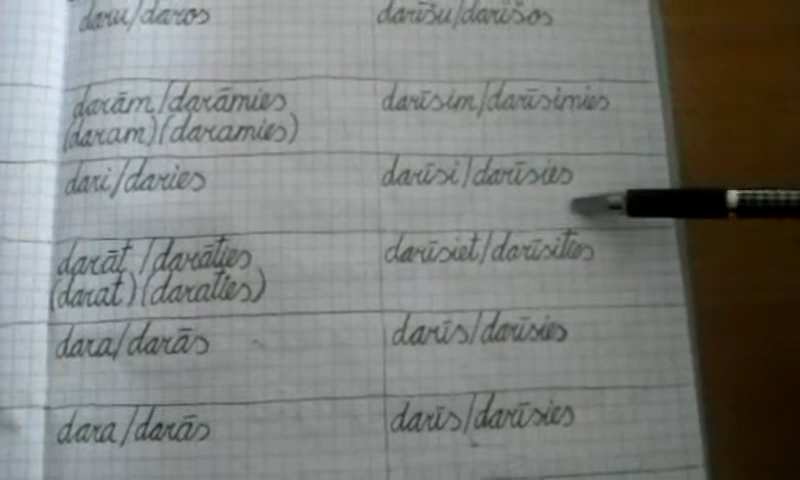 daru/daros darīšu/darīšos
darām/darāmies darīsim/darīsimies
(daram)(daramies)
dari/daries darīsi/darīsies
darāt/darāties darīsiet/darīsities
(darat)(daraties)
dara/darās darīs/darīsies
dara/darās darīs/darīsies